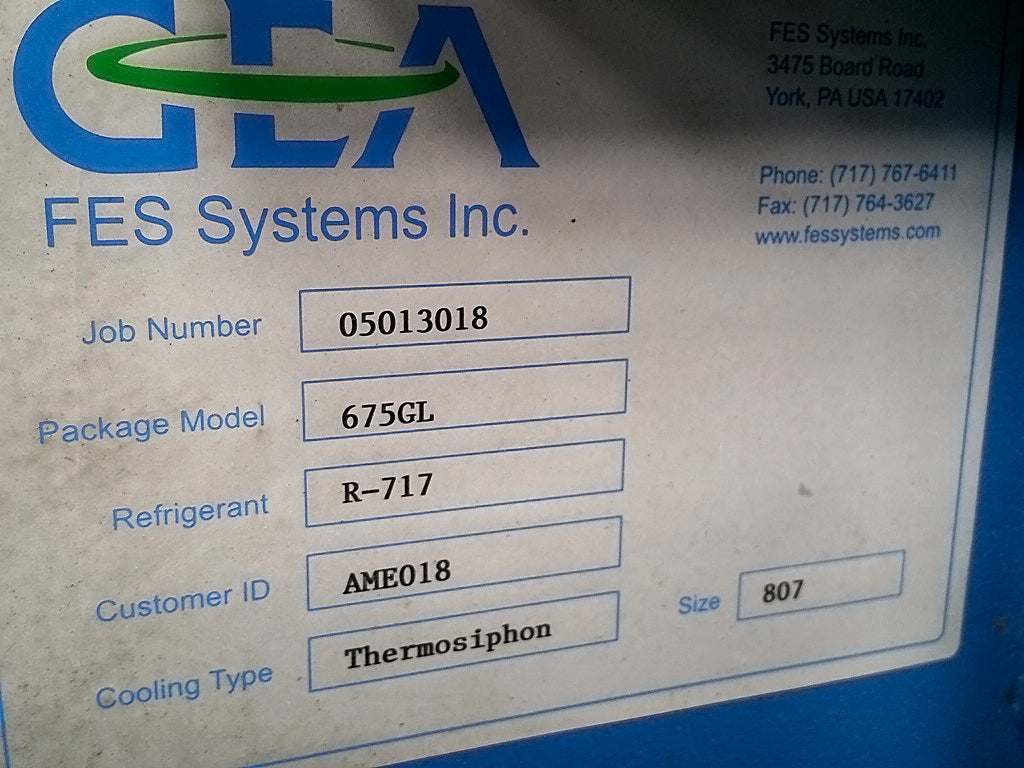 GEA
FES Systems Inc.
FES Systems Inc.
3475 Board Road
York, PA USA 17402
Phone: (717) 767-6411
Fax: (717) 764-3627
www.fessystems.com
Job Number 05013018
Package Model 675GL
Refrigerant R-717
Customer ID AME018
Cooling Type Thermosiphon
Size 807